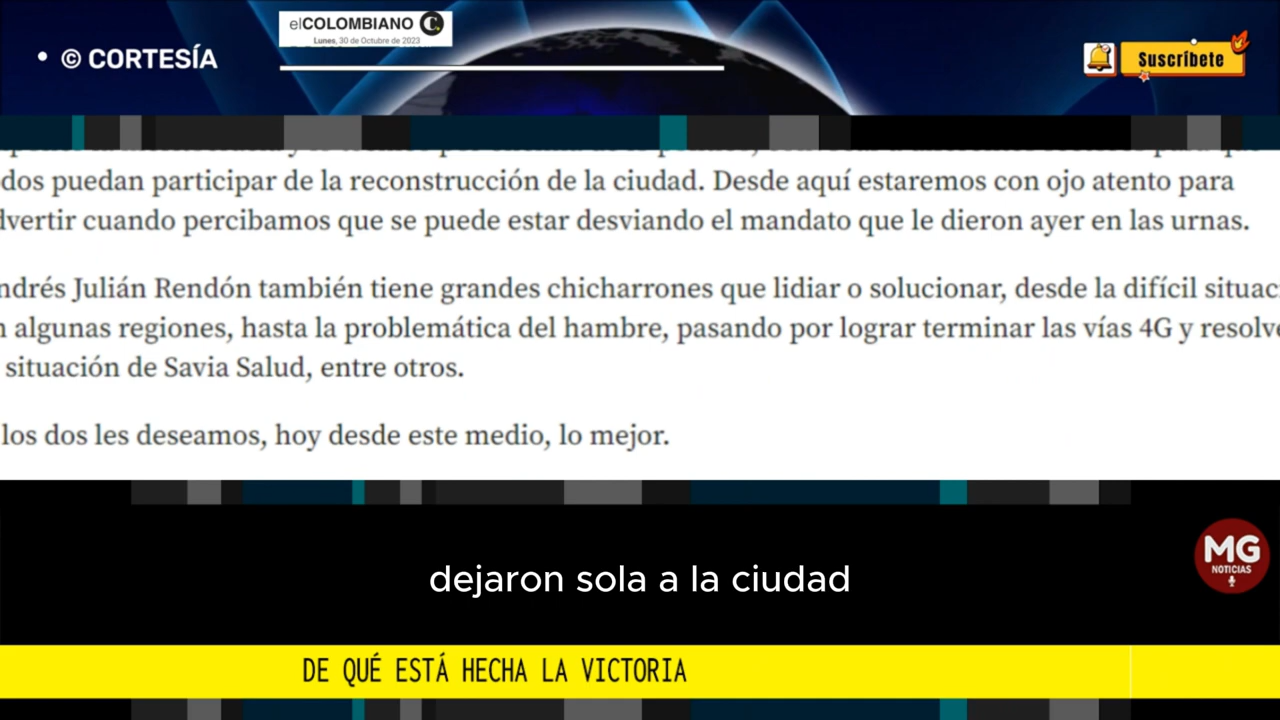 elCOLOMBIANO
Lunes, 30 de Octubre de 2023
• © CORTESÍA
Suscríbete
dos puedan participar de la reconstrucción de la ciudad. Desde aquí estaremos con ojo atento para
dvertir cuando percibamos que se puede estar desviando el mandato que le dieron ayer en las urnas.
ndrés Julián Rendón también tiene grandes chicharrones que lidiar o solucionar, desde la difícil situac
n algunas regiones, hasta la problemática del hambre, pasando por lograr terminar las vías 4G y resolve
situación de Savia Salud, entre otros.
los dos les deseamos, hoy desde este medio, lo mejor.
MG
NOTICIAS
dejaron sola a la ciudad
DE QUÉ ESTÁ HECHA LA VICTORIA